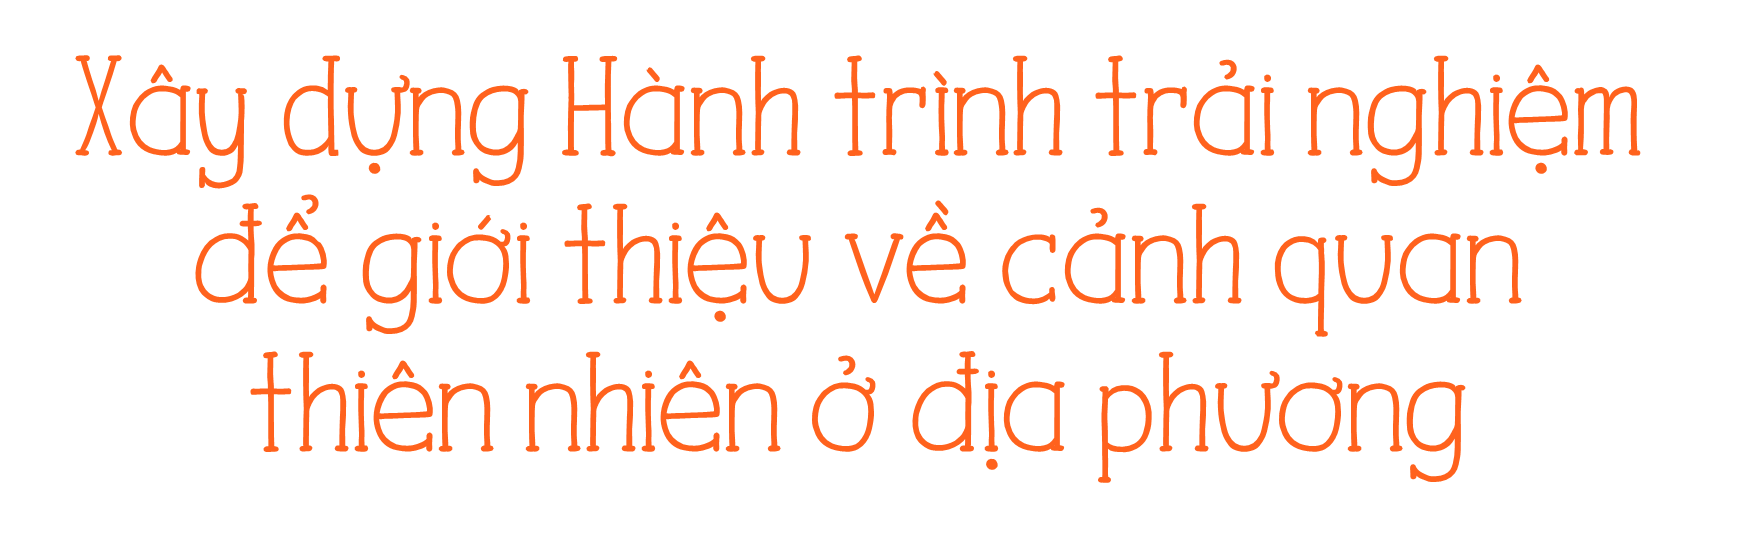 Xây dựng Hành trình trải nghiệm
để giới thiệu về cảnh quan
thiên nhiên ở địa phương